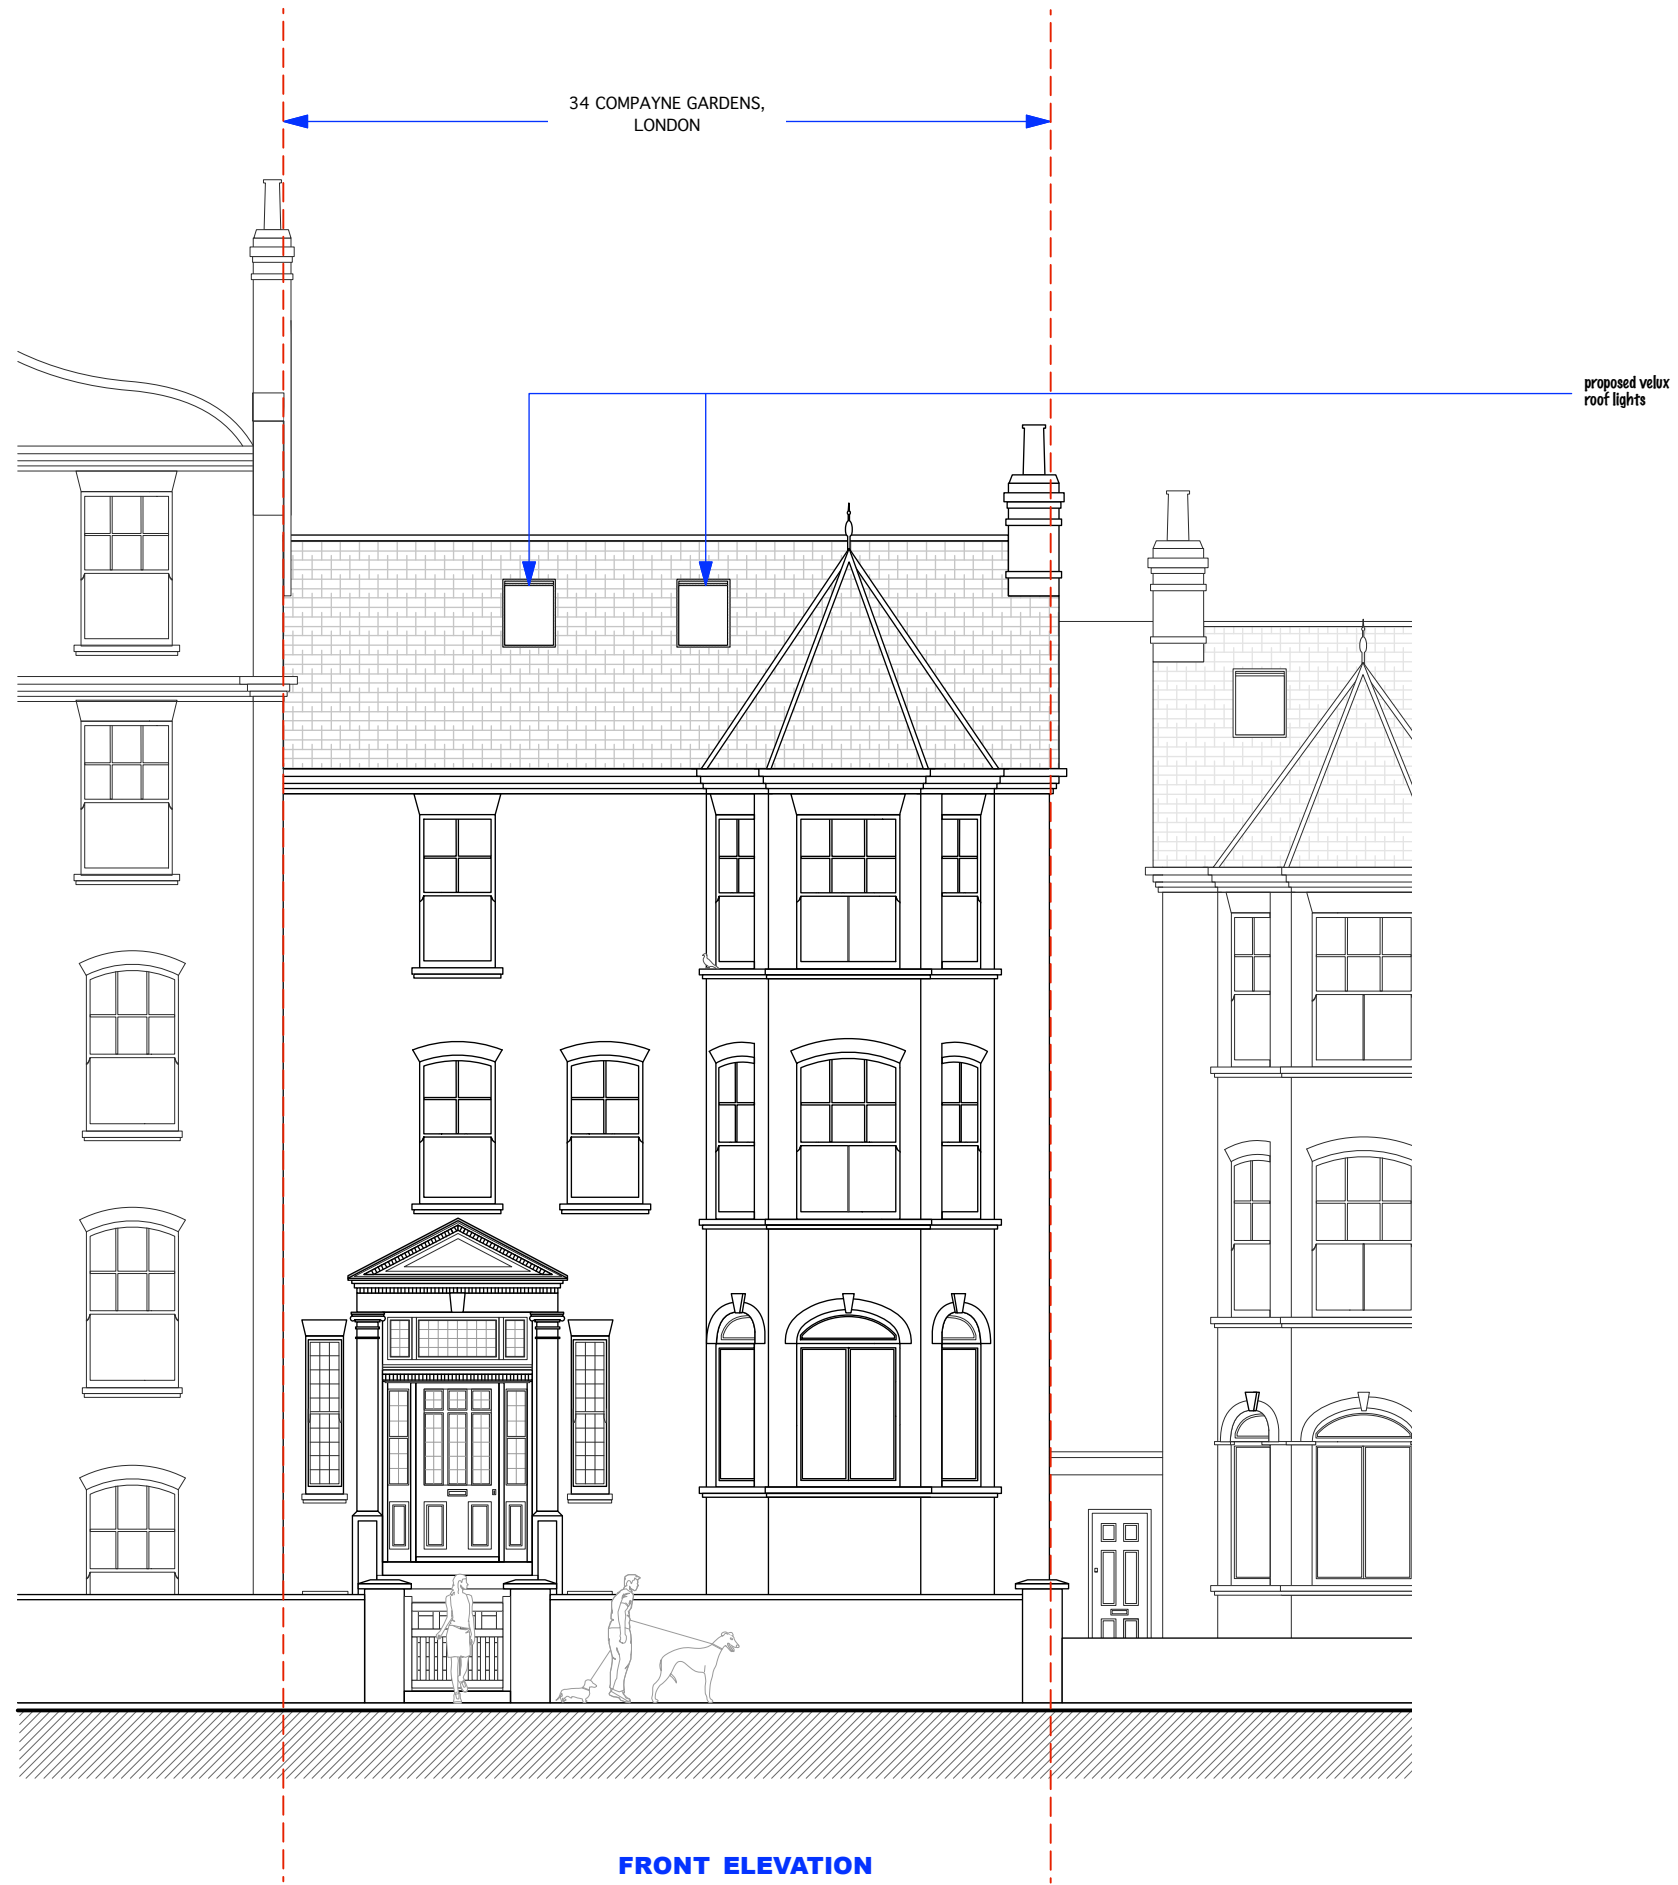 34 COMPAYNE GARDENS,
LONDON
proposed velux
roof lights
FRONT ELEVATION